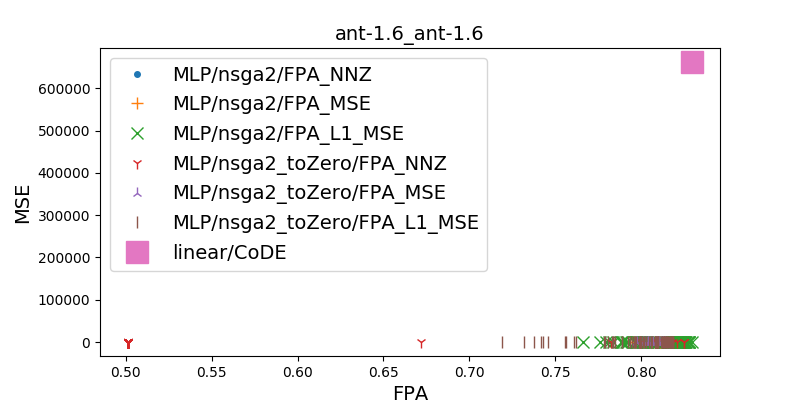 ant-1.6_ant-1.6
MLP/nsga2/FPA_NNZ
MLP/nsga2/FPA_MSE
MLP/nsga2/FPA_L1_MSE
MLP/nsga2_toZero/FPA_NNZ
MLP/nsga2_toZero/FPA_MSE
MLP/nsga2_toZero/FPA_L1_MSE
linear/CoDE
MSE
600000
500000
400000
300000
200000
100000
0
0.50 0.55 0.60 0.65 0.70 0.75 0.80
FPA